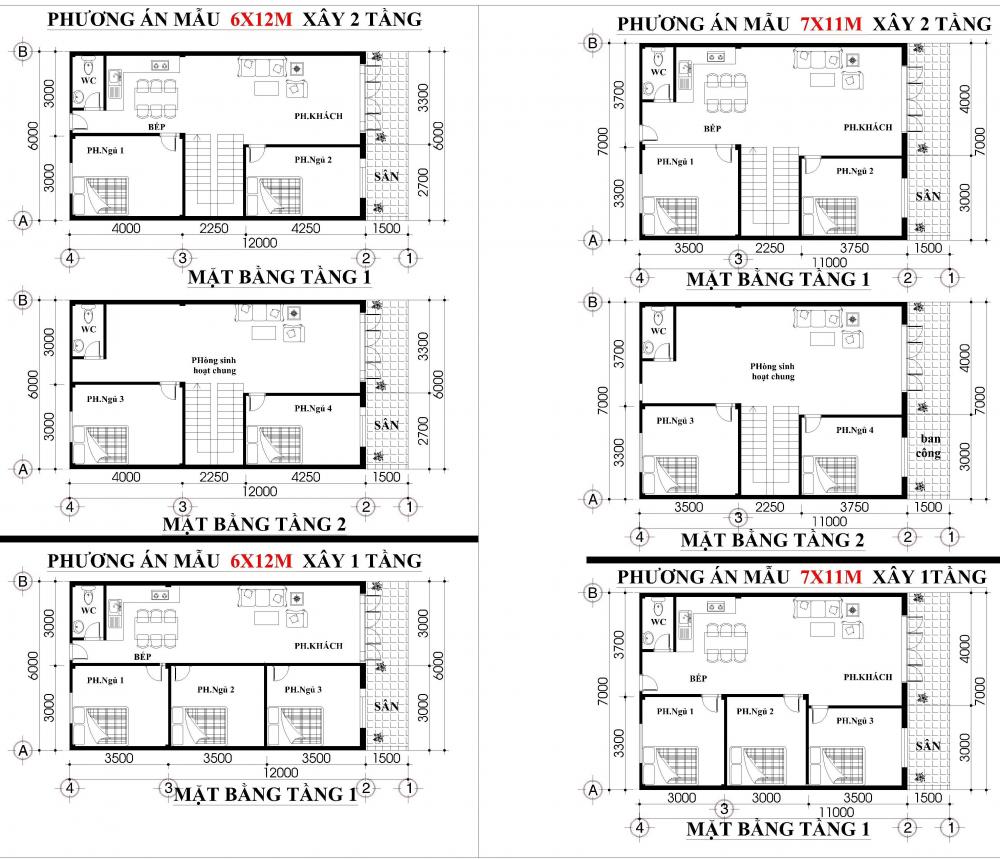 PHƯƠNG ÁN MẪU 6X12M XÂY 2 TẦNG
B
WC
3000
6000
3000
BẾP
PH.KHÁCH
PH.Ngủ 1
PH.Ngủ 2
SÂN
3300
6000
2700
A
4000 2250 4250 1500
12000
4 3 2 1
MẶT BẰNG TẦNG 1
B
WC
3000
6000
3000
PHòng sinh
hoạt chung
PH.Ngủ 3
PH.Ngủ 4
SÂN
3300
6000
2700
A
4000 2250 4250 1500
12000
4 3 2 1
MẶT BẰNG TẦNG 2
PHƯƠNG ÁN MẪU 6X12M XÂY 1 TẦNG
B
WC
3000
6000
3000
BẾP
PH.KHÁCH
PH.Ngủ 1
PH.Ngủ 2
PH.Ngủ 3
SÂN
3000
6000
3000
A
3500 3500 3500 1500
12000
4 3 2 1
MẶT BẰNG TẦNG 1
PHƯƠNG ÁN MẪU 7X11M XÂY 2 TẦNG
B
WC
3700
7000
3300
BẾP
PH.KHÁCH
PH.Ngủ 1
PH.Ngủ 2
SÂN
4000
7000
3000
A
3500 2250 3750 1500
11000
4 3 2 1
MẶT BẰNG TẦNG 1
B
WC
3700
7000
3300
PHòng sinh
hoạt chung
PH.Ngủ 3
PH.Ngủ 4
ban
công
4000
7000
3000
A
3500 2250 3750 1500
11000
4 3 2 1
MẶT BẰNG TẦNG 2
PHƯƠNG ÁN MẪU 7X11M XÂY 1TẦNG
B
WC
3700
7000
3300
BẾP
PH.KHÁCH
PH.Ngủ 1
PH.Ngủ 2
PH.Ngủ 3
SÂN
4000
7000
3000
A
3000 3000 3500 1500
11000
4 3 2 1
MẶT BẰNG TẦNG 1